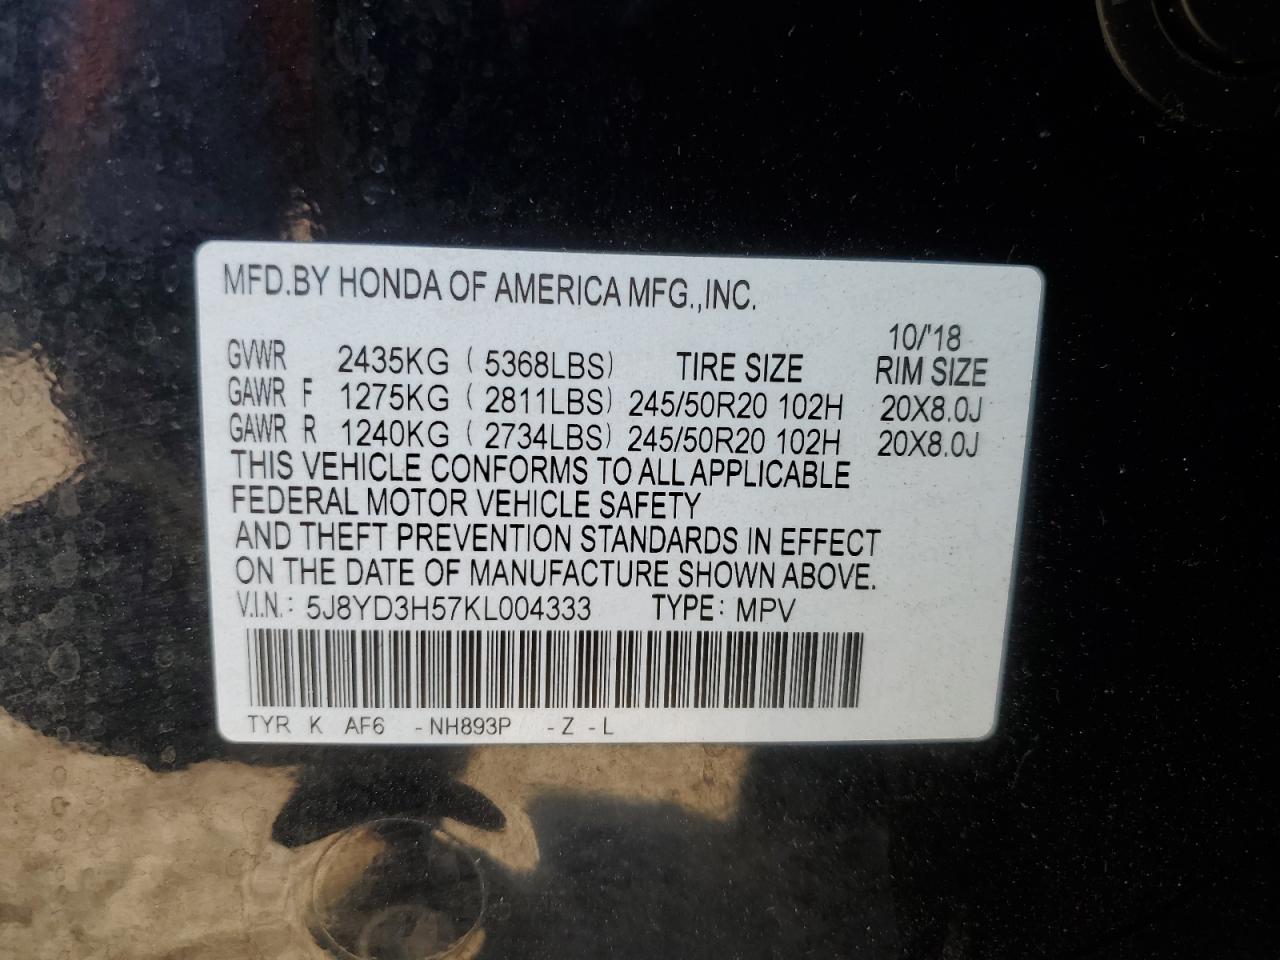 MFD.BY HONDA OF AMERICA MFG.,INC.
10/'18
GVWR 2435KG ( 5368LBS) TIRE SIZE RIM SIZE
GAWR F 1275KG ( 2811LBS) 245/50R20 102H 20X8.0J
GAWR R 1240KG ( 2734LBS) 245/50R20 102H 20X8.0J
THIS VEHICLE CONFORMS TO ALL APPLICABLE
FEDERAL MOTOR VEHICLE SAFETY
AND THEFT PREVENTION STANDARDS IN EFFECT
ON THE DATE OF MANUFACTURE SHOWN ABOVE.
V.I.N.: 5J8YD3H57KL004333 TYPE: MPV
TYR K AF6 -NH893P -Z -L